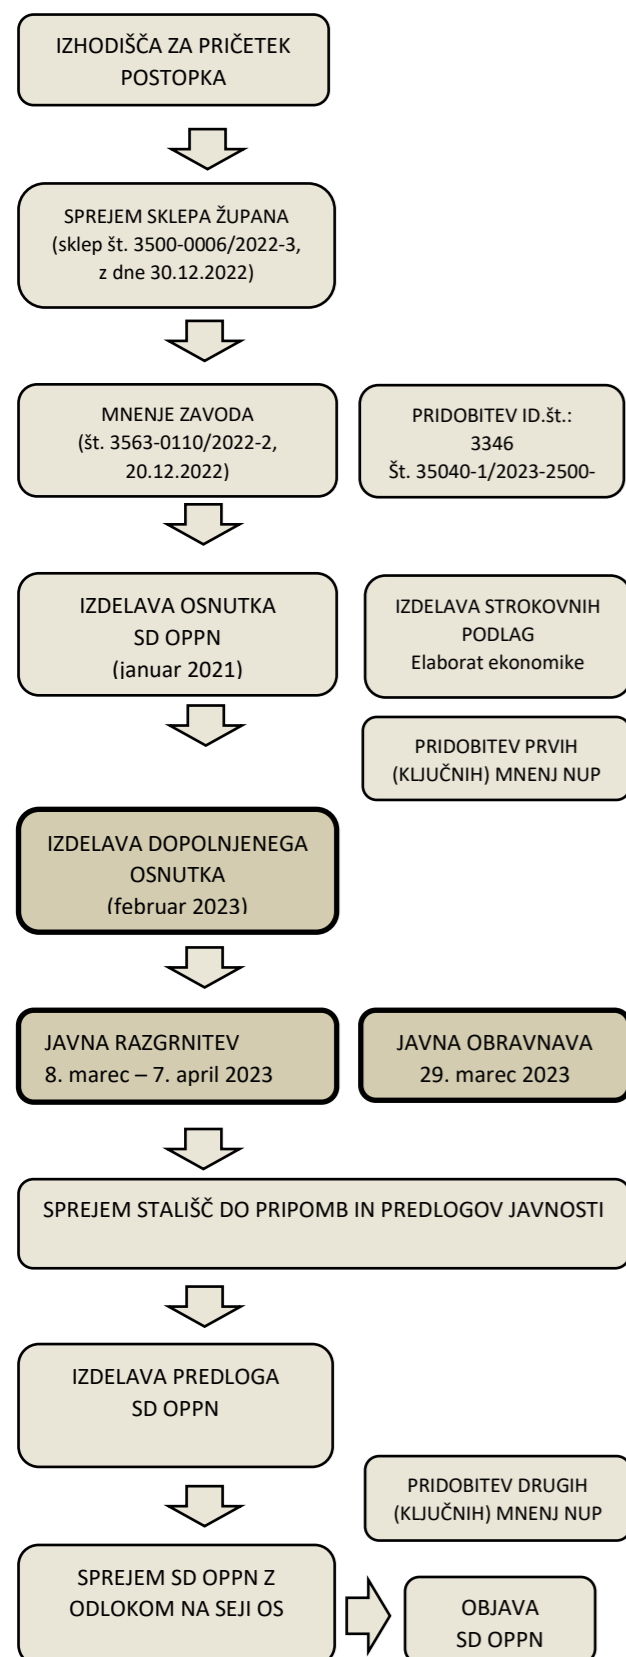 IZHODIŠČA ZA PRIČETEK
POSTOPKA
SPREJEM SKLEPA ŽUPANA
(sklep št. 3500-0006/2022-3,
z dne 30.12.2022)
MNENJE ZAVODA
(št. 3563-0110/2022-2,
20.12.2022)
PRIDOBITEV ID.št.:
3346
Št. 35040-1/2023-2500-
IZDELAVA OSNUTKA
SD OPPN
(januar 2021)
IZDELAVA STROKOVNIH
PODLAG
Elaborat ekonomike
PRIDOBITEV PRVIH
(KLJUČNIH) MNENJ NUP
IZDELAVA DOPOLNJENEGA
OSNUTKA
(februar 2023)
JAVNA RAZGRNITEV
8. marec – 7. april 2023
JAVNA OBRAVNAVA
29. marec 2023
SPREJEM STALIŠČ DO PRIPOMB IN PREDLOGOV JAVNOSTI
IZDELAVA PREDLOGA
SD OPPN
PRIDOBITEV DRUGIH
(KLJUČNIH) MNENJ NUP
SPREJEM SD OPPN Z
ODLOKOM NA SEJI OS
OBJAVA
SD OPPN